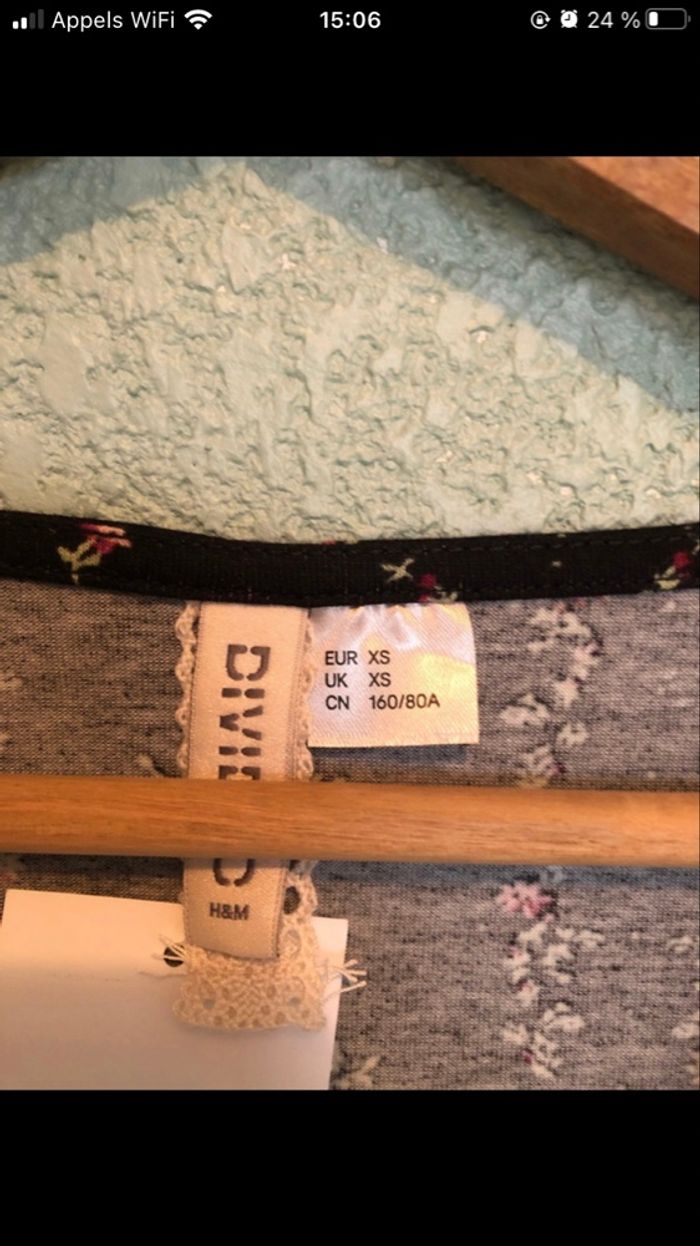 Appels WiFi 15:06 24 %
EUR XS
UK XS
CN 160/80A
H&M